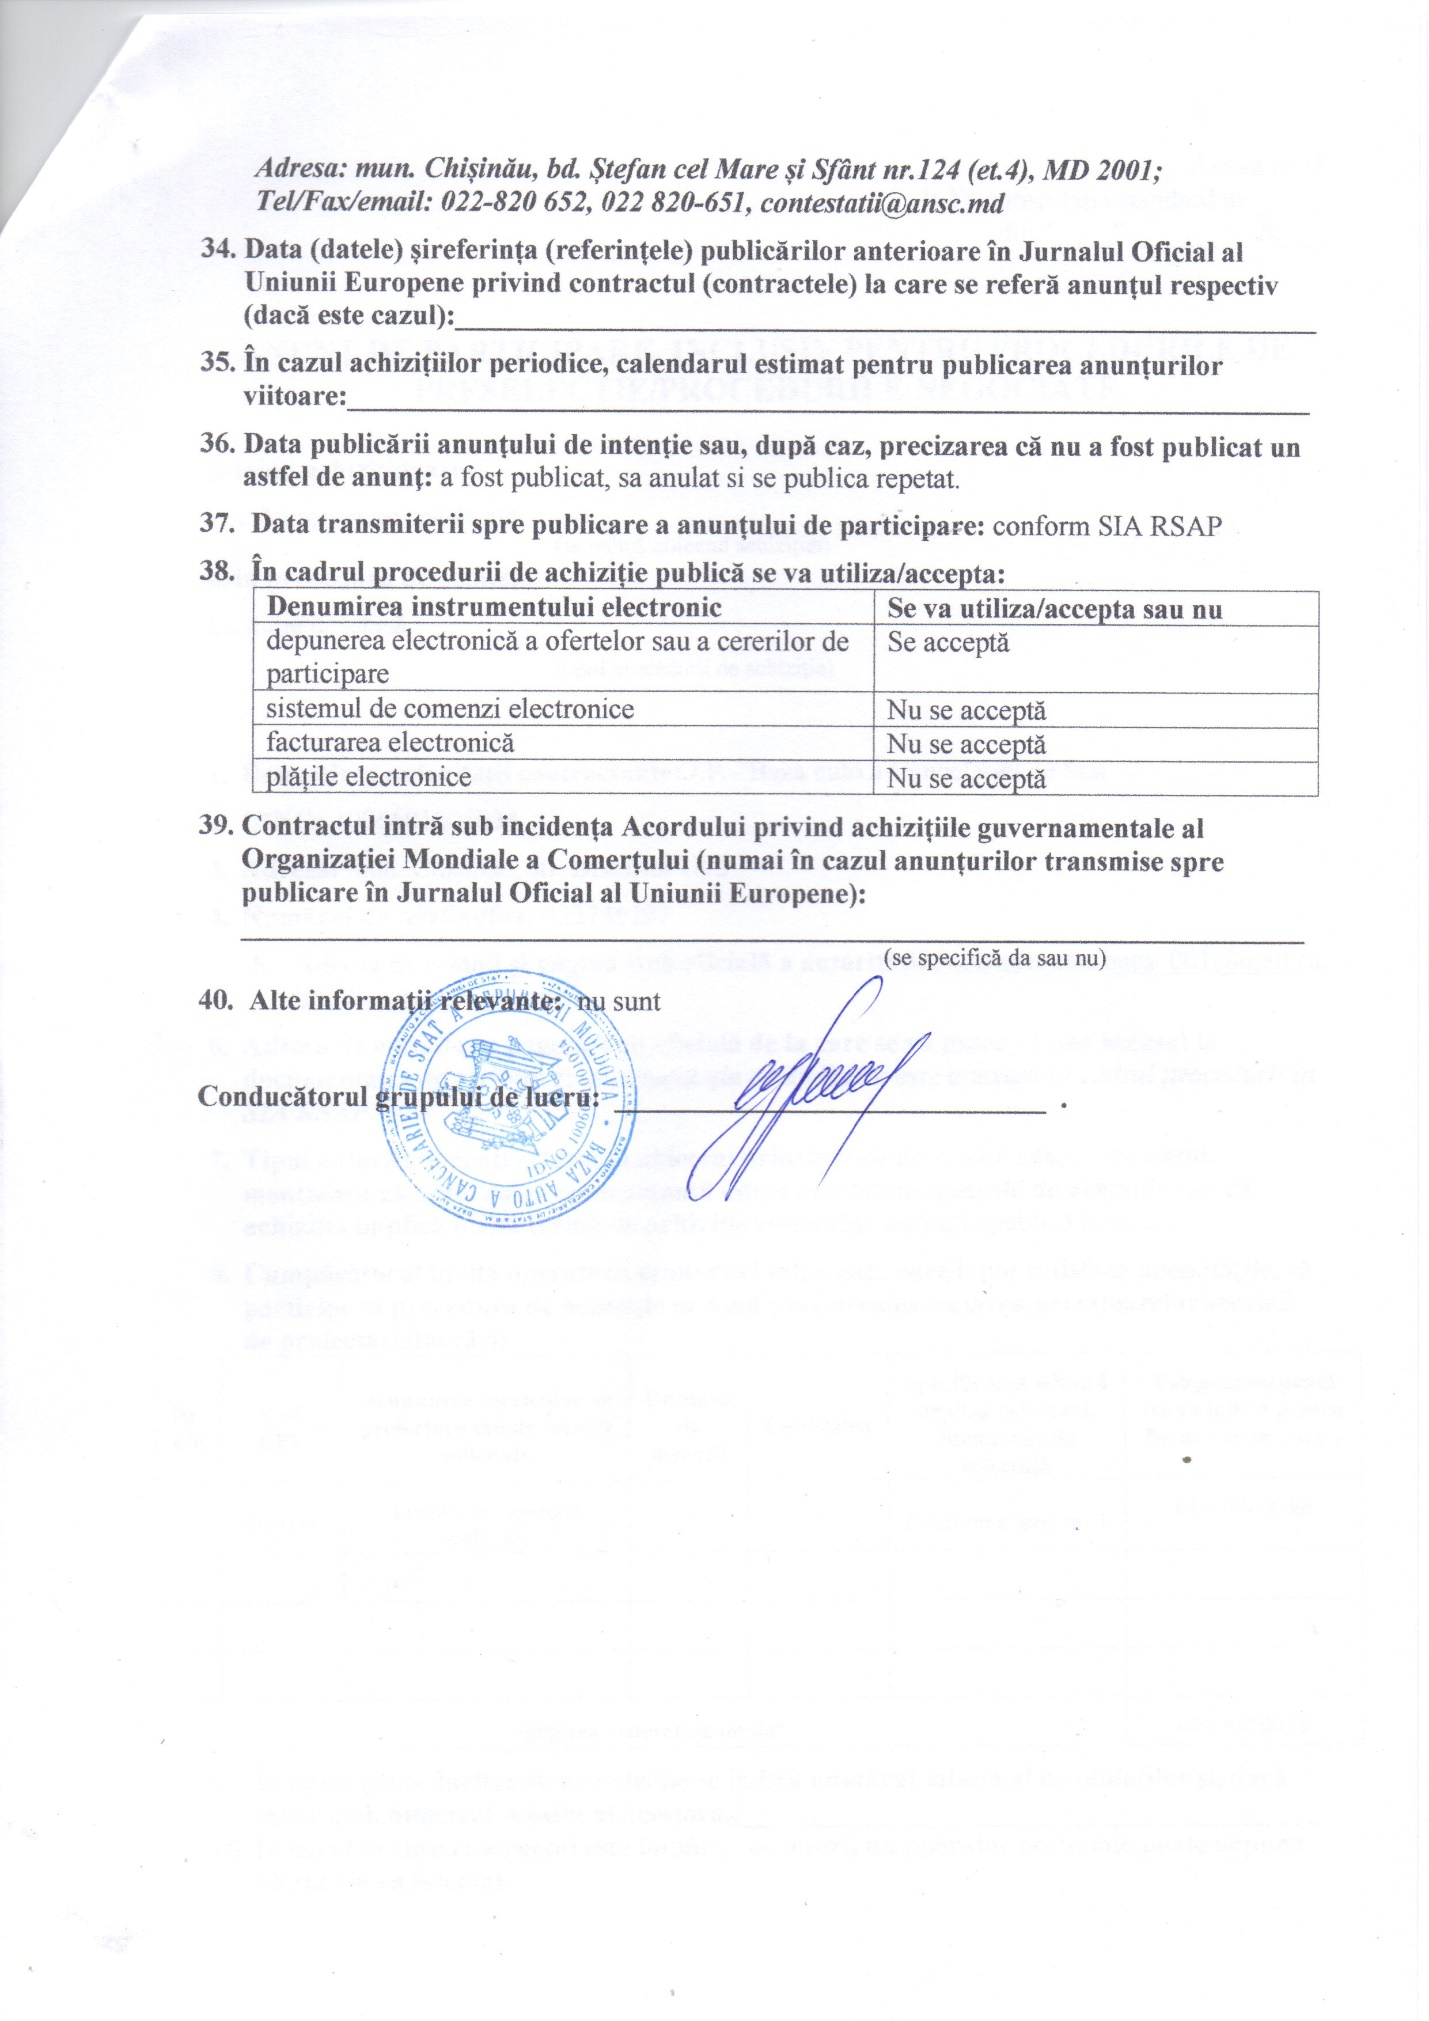 Adresa: mun. Chișinău, bd. Ștefan cel Mare și Sfânt nr.124 (et.4), MD 2001;
Tel/Fax/email: 022-820 652, 022 820-651, contestatii@ansc.md
34. Data (datele) șireferința (referințele) publicărilor anterioare în Jurnalul Oficial al
Uniunii Europene privind contractul (contractele) la care se referă anunțul respectiv
(dacă este cazul):
35. În cazul achizițiilor periodice, calendarul estimat pentru publicarea anunțurilor
viitoare:
36. Data publicării anunțului de intenție sau, după caz, precizarea că nu a fost publicat un
astfel de anunţ: a fost publicat, sa anulat si se publica repetat.
37. Data transmiterii spre publicare a anunțului de participare: conform SIA RSAP
38. În cadrul procedurii de achiziție publică se va utiliza/accepta:
Denumirea instrumentului electronic Se va utiliza/accepta sau nu
depunerea electronică a ofertelor sau a cererilor de Se acceptă
participare
sistemul de comenzi electronice Nu se acceptă
facturarea electronică Nu se acceptă
plățile electronice Nu se acceptă
39. Contractul intră sub incidența Acordului privind achizițiile guvernamentale al
Organizației Mondiale a Comerțului (numai în cazul anunțurilor transmise spre
publicare în Jurnalul Oficial al Uniunii Europene):
(se specifică da sau nu)
40. Alte informații relevante: nu sunt
Conducătorul grupului de lucru: .
BAZA AUTO A CANCELARIEI DE STAT A REPUBLICII MOLDOVA
IDNO